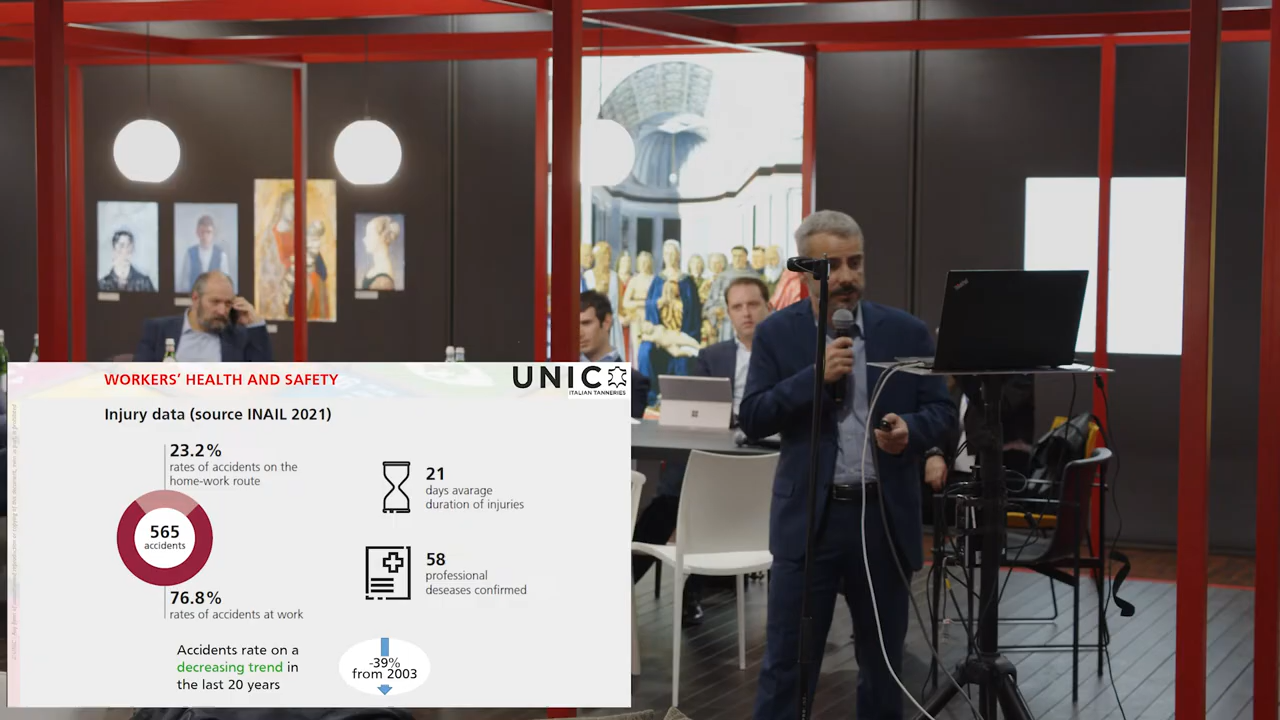 WORKERS' HEALTH AND SAFETY
UNIC
ITALIAN TANNERIES
Injury data (source INAIL 2021)
23.2%
rates of accidents on the
home-work route
565
accidents
76.8%
rates of accidents at work
21
days avarage
duration of injuries
58
professional
deseases confirmed
Accidents rate on a
decreasing trend in
the last 20 years
-39%
from 2003